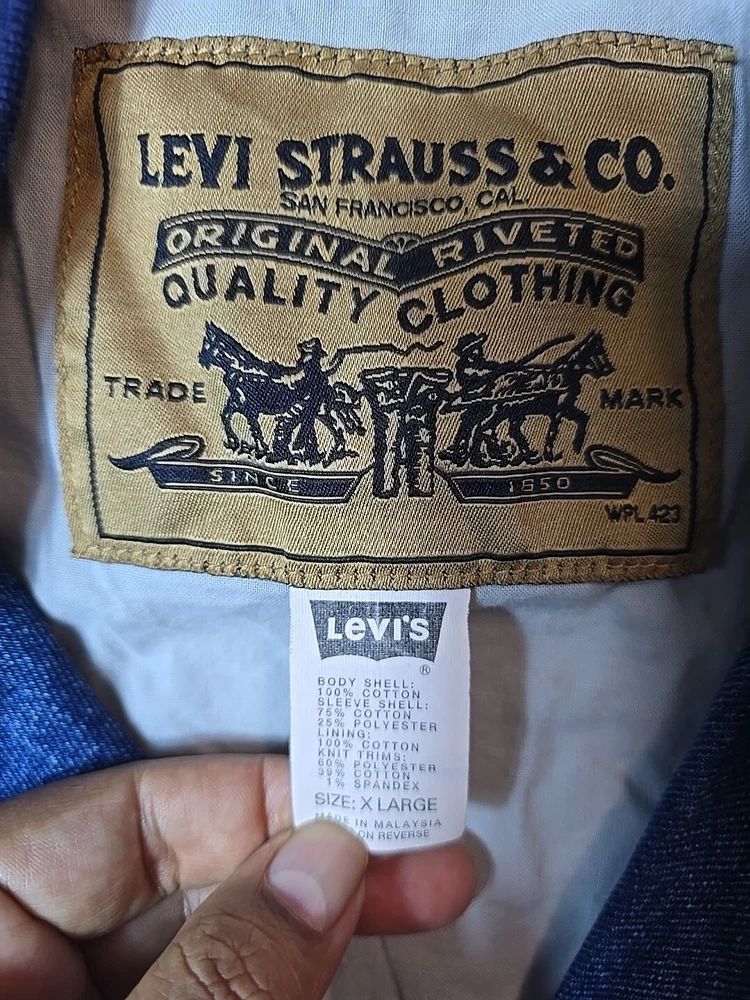 LEVI STRAUSS & CO.
SAN FRANCISCO, CAL
ORIGINAL RIVETED
QUALITY CLOTHING
TRADE MARK
SINCE 1850
WPL 423
LEVI'S
®
BODY SHELL:
100% COTTON
SLEEVE SHELL:
75% COTTON
25% POLYESTER
LINING:
100% COTTON
KNIT TRIMS:
60% POLYESTER
39% COTTON
1% SPANDEX
SIZE: X LARGE
MADE IN MALAYSIA
ON REVERSE